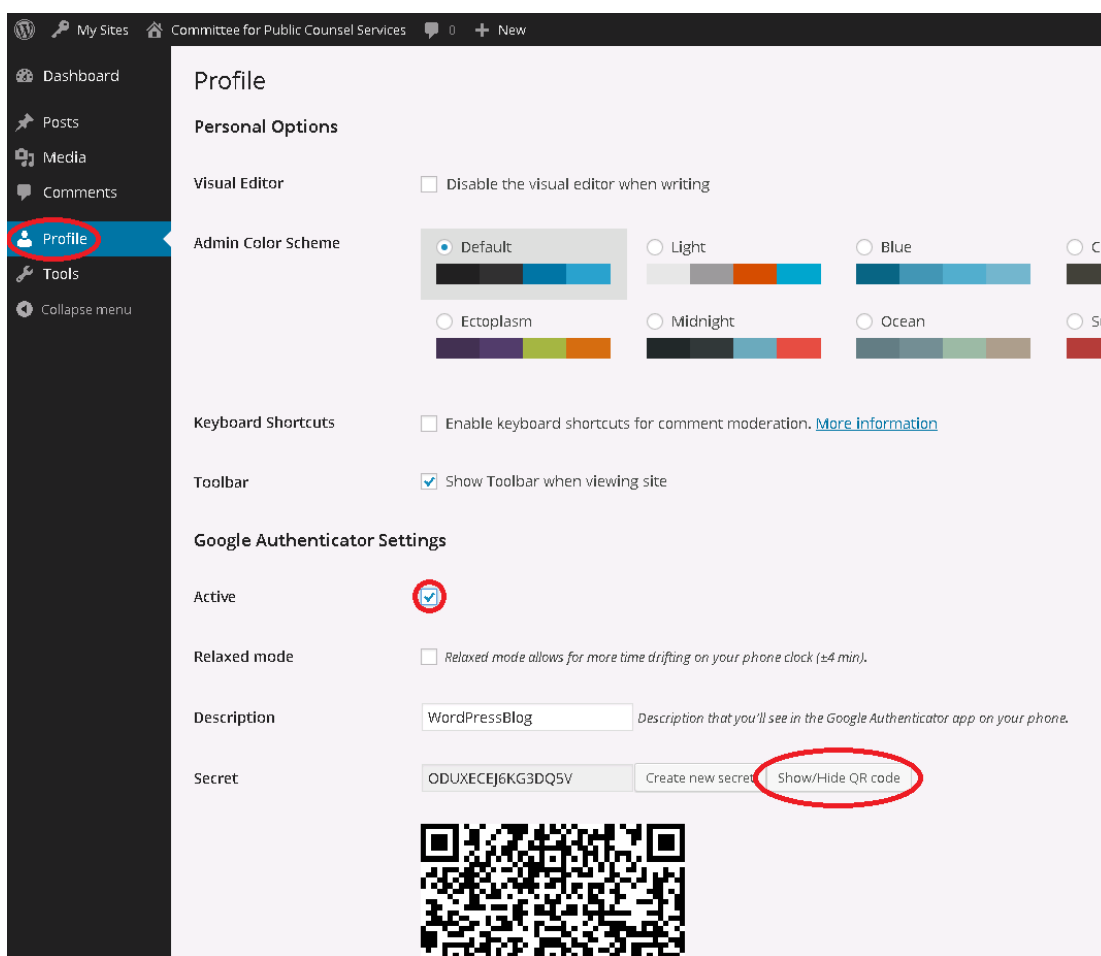 My Sites Committee for Public Counsel Services 0 + New
Dashboard
Posts
Media
Comments
Profile
Tools
Collapse menu
Profile
Personal Options
Visual Editor Disable the visual editor when writing
Admin Color Scheme Default Light Blue C
Ectoplasm Midnight Ocean
Keyboard Shortcuts Enable keyboard shortcuts for comment moderation. More information
Toolbar Show Toolbar when viewing site
Google Authenticator Settings
Active
Relaxed mode Relaxed mode allows for more time drifting on your phone clock (±4 min).
Description WordPressBlog Description that you'll see in the Google Authenticator app on your phone.
Secret ODUXECEJ6KG3DQ5V Create new secret Show/Hide QR code